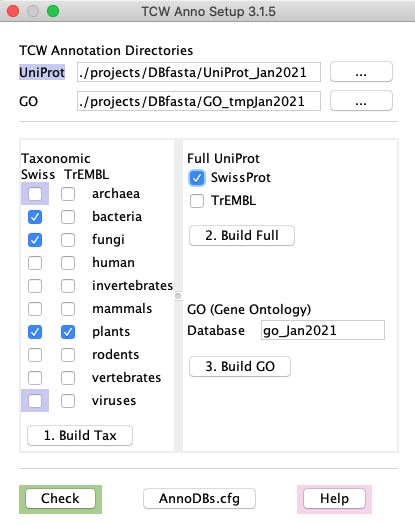 TCW Anno Setup 3.1.5
TCW Annotation Directories
UniProt ./projects/DBfasta/UniProt_Jan2021 ...
GO ./projects/DBfasta/GO_tmpJan2021 ...
Taxonomic
Swiss TrEMBL
archaea
bacteria
fungi
human
invertebrates
mammals
plants
rodents
vertebrates
viruses
1. Build Tax
Full UniProt
SwissProt
TrEMBL
2. Build Full
GO (Gene Ontology)
Database go_Jan2021
3. Build GO
Check AnnoDBs.cfg Help